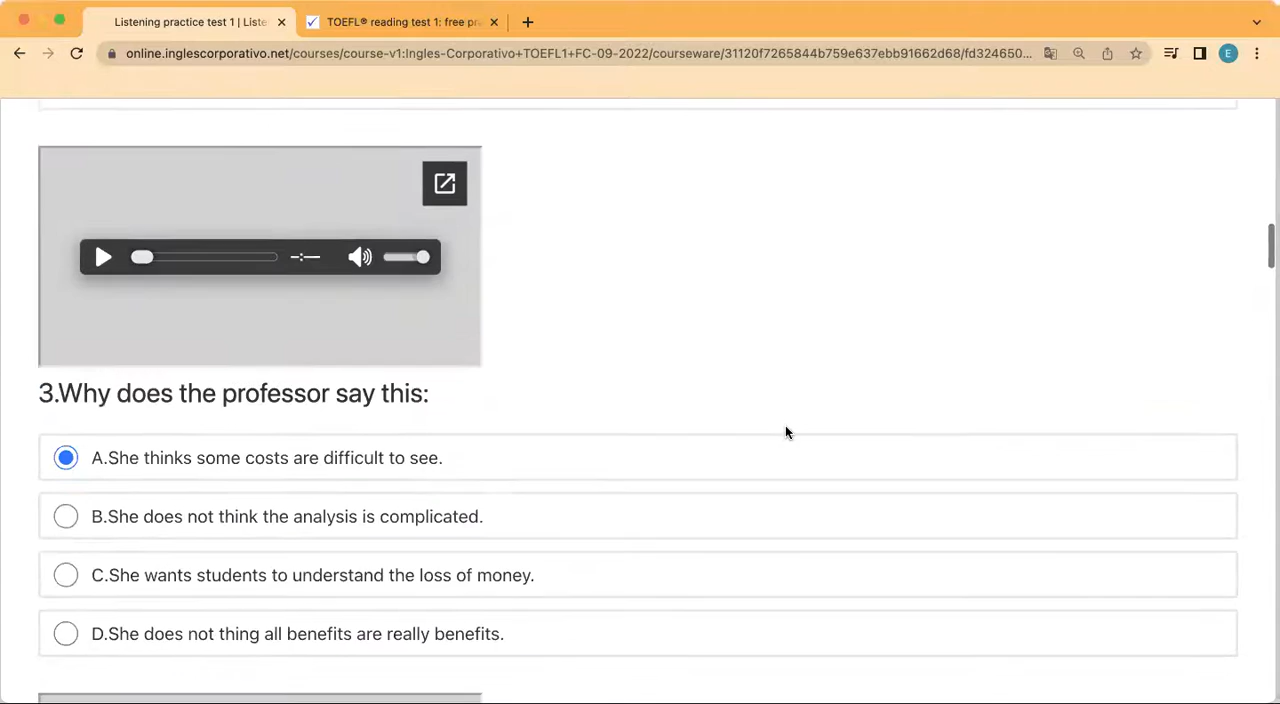 Listening practice test 1 | Liste
TOEFL® reading test 1: free pr
online.inglescorporativo.net/courses/course-v1:Ingles-Corporativo+TOEFL1+FC-09-2022/courseware/31120f7265844b759e637ebb91662d68/fd324650...
E
-:--
3.Why does the professor say this:
A.She thinks some costs are difficult to see.
B.She does not think the analysis is complicated.
C.She wants students to understand the loss of money.
D.She does not thing all benefits are really benefits.